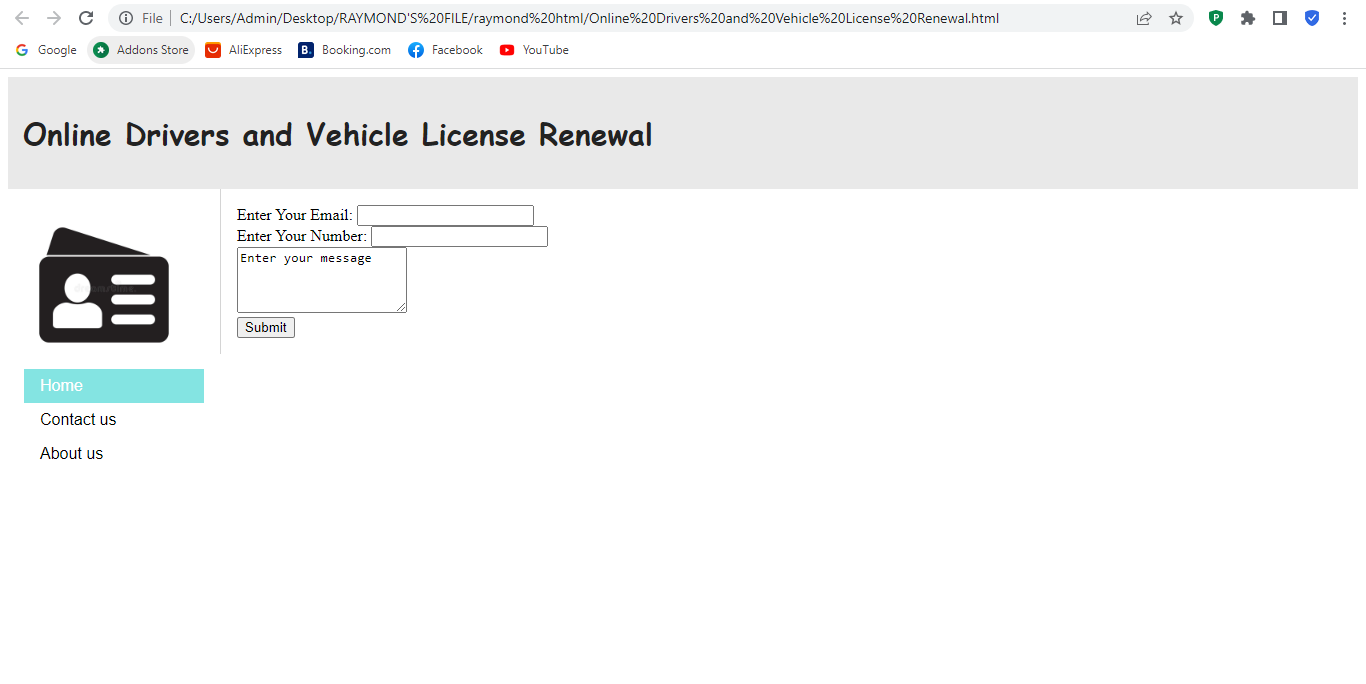 File C:/Users/Admin/Desktop/RAYMOND'S%20FILE/raymond%20html/Online%20Drivers%20and%20Vehicle%20License%20Renewal.html
Google Addons Store AliExpress B. Booking.com Facebook YouTube
Online Drivers and Vehicle License Renewal
Enter Your Email:
Enter Your Number:
Enter your message
Submit
Home
Contact us
About us